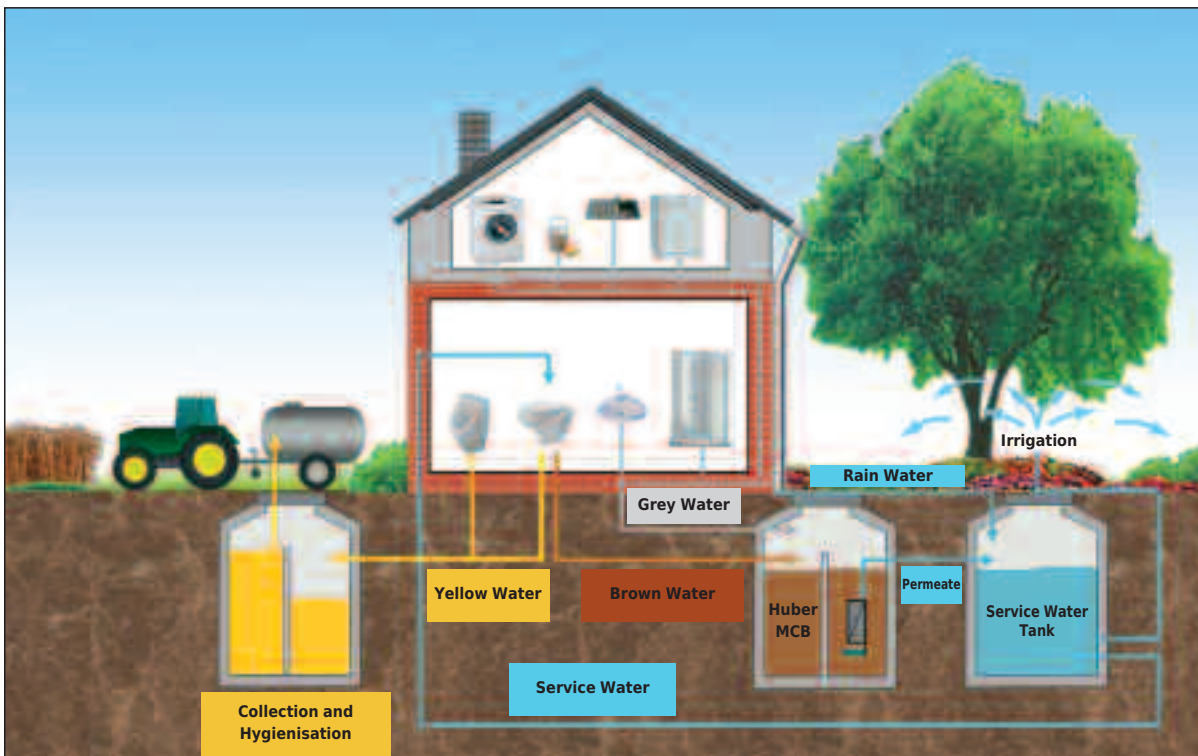 Irrigation
Rain Water
Grey Water
Yellow Water
Brown Water
Huber
MCB
Permeate
Service Water
Tank
Service Water
Collection and
Hygienisation